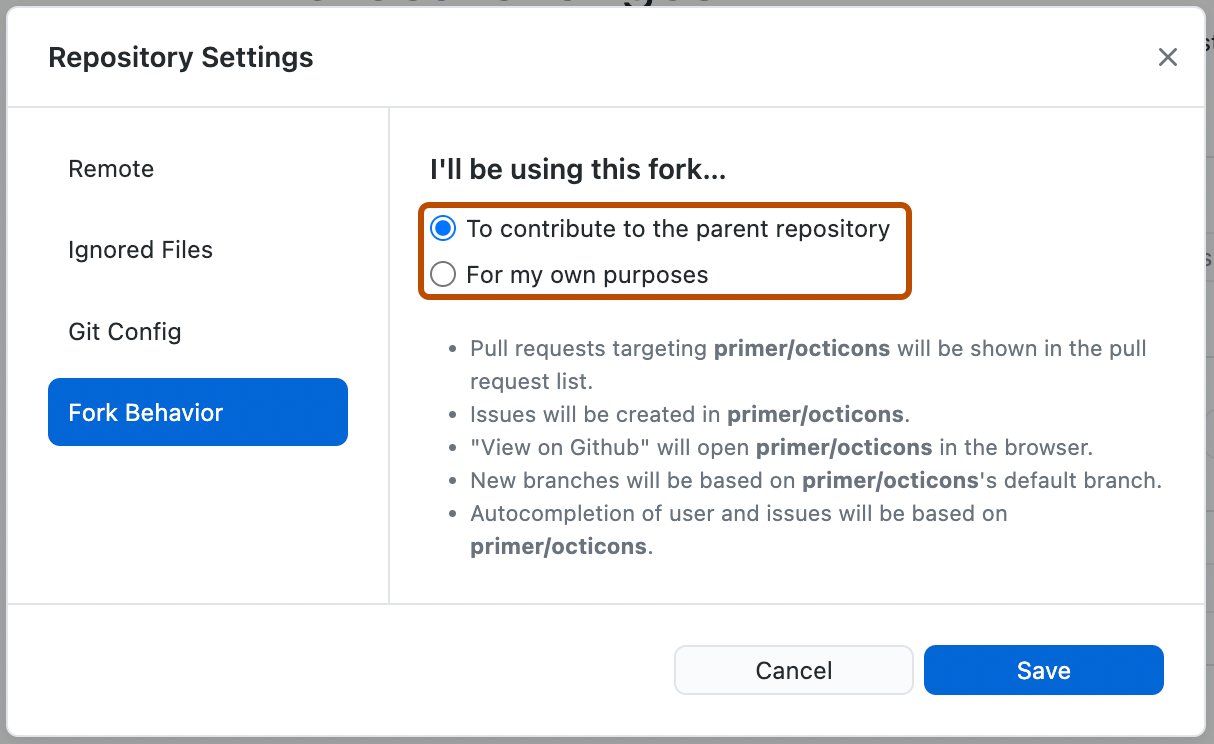 Repository Settings
Remote
Ignored Files
Git Config
Fork Behavior
I'll be using this fork...
To contribute to the parent repository
For my own purposes
• Pull requests targeting primer/octicons will be shown in the pull
request list.
• Issues will be created in primer/octicons.
• "View on Github" will open primer/octicons in the browser.
• New branches will be based on primer/octicons's default branch.
• Autocompletion of user and issues will be based on
primer/octicons.
Cancel
Save